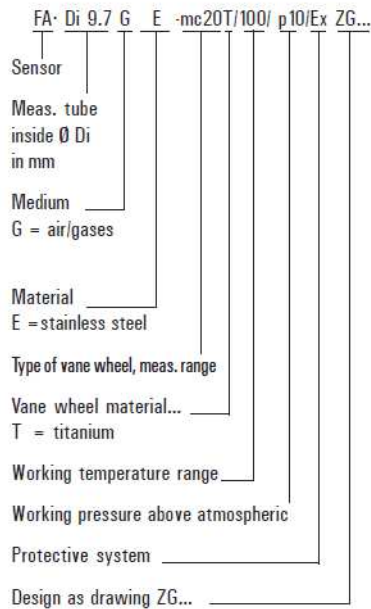 FA· Di 9.7 G E -mc20T/100/ p10/Ex ZG...
Sensor
Meas. tube
inside Ø Di
in mm
Medium
G = air/gases
Material
E =stainless steel
Type of vane wheel, meas. range
Vane wheel material...
T = titanium
Working temperature range
Working pressure above atmospheric
Protective system
Design as drawing ZG...